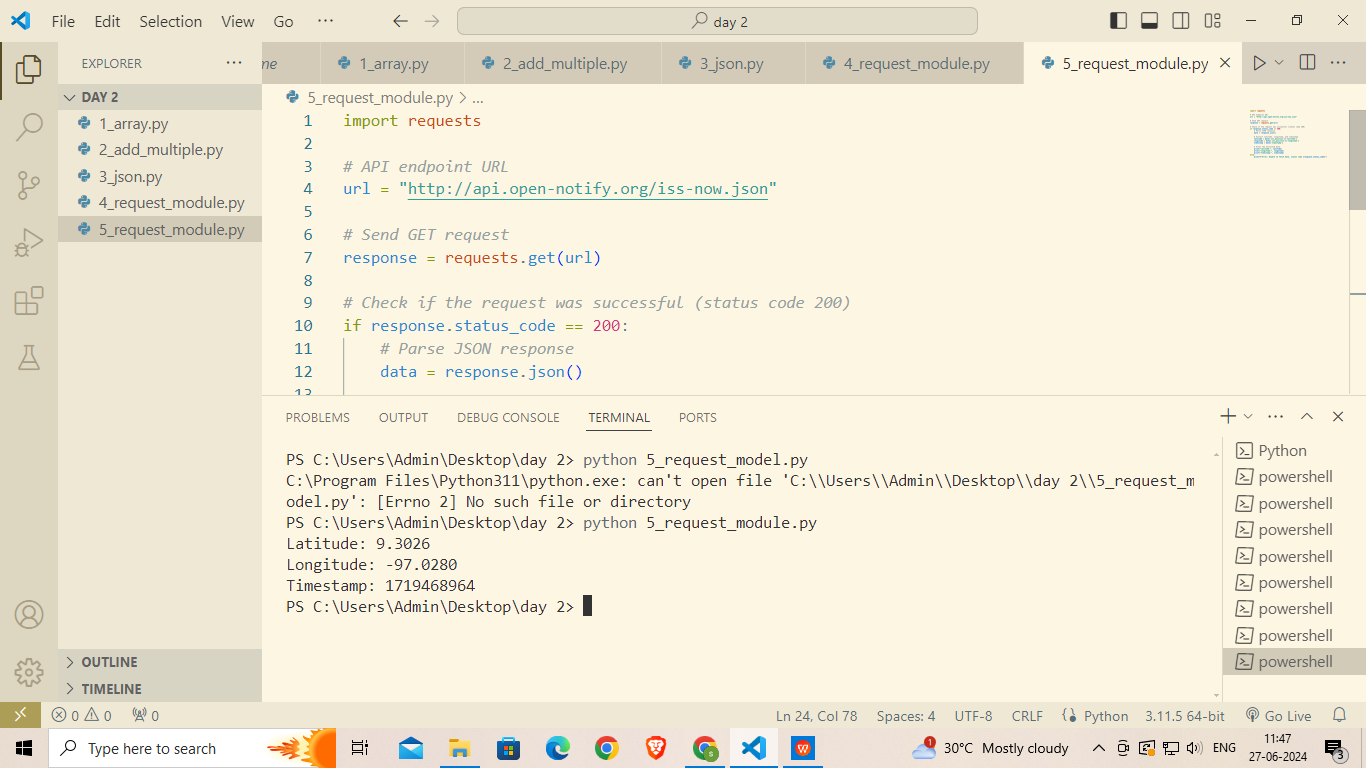 File Edit Selection View Go ··· day 2
EXPLORER ···
me 1_array.py 2_add_multiple.py 3_json.py 4_request_module.py 5_request_module.py
DAY 2
1_array.py
2_add_multiple.py
3_json.py
4_request_module.py
5_request_module.py
5_request_module.py > ...
1 import requests
2
3 # API endpoint URL
4 url = "http://api.open-notify.org/iss-now.json"
5
6 # Send GET request
7 response = requests.get(url)
8
9 # Check if the request was successful (status code 200)
10 if response.status_code == 200:
11 # Parse JSON response
12 data = response.json()
13
PROBLEMS OUTPUT DEBUG CONSOLE TERMINAL PORTS
PS C:\Users\Admin\Desktop\day 2> python 5_request_model.py
C:\Program Files\Python311\python.exe: can't open file 'C:\\Users\\Admin\\Desktop\\day 2\\5_request_m
odel.py': [Errno 2] No such file or directory
PS C:\Users\Admin\Desktop\day 2> python 5_request_module.py
Latitude: 9.3026
Longitude: -97.0280
Timestamp: 1719468964
PS C:\Users\Admin\Desktop\day 2>
Python
powershell
powershell
powershell
powershell
powershell
powershell
powershell
powershell
OUTLINE
TIMELINE
0 0 0 Ln 24, Col 78 Spaces: 4 UTF-8 CRLF Python 3.11.5 64-bit Go Live
Type here to search
1
30°C Mostly cloudy
ENG
11:47
27-06-2024
3